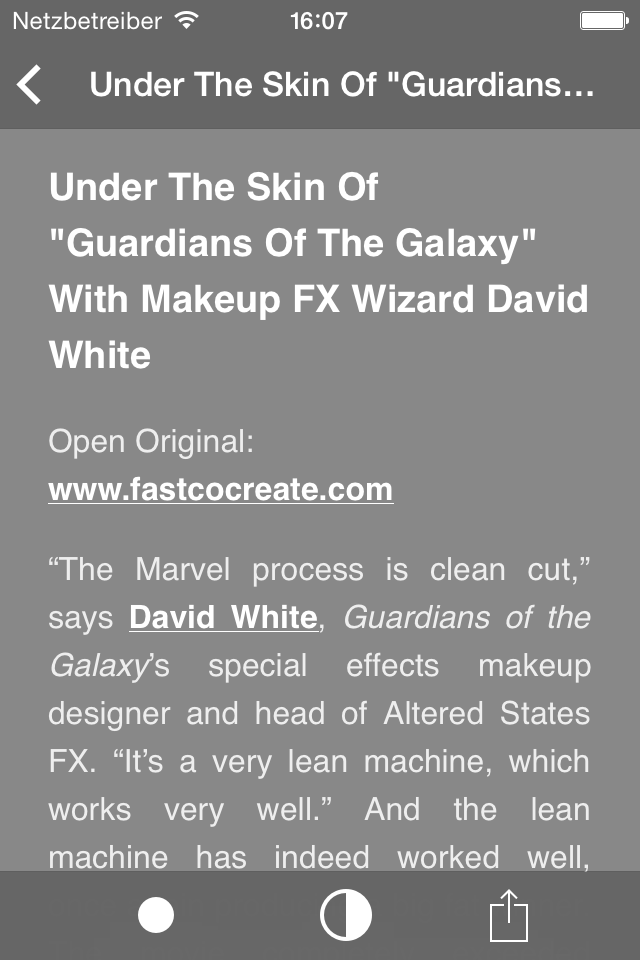 Netzbetreiber 16:07
Under The Skin Of "Guardians...
Under The Skin Of
"Guardians Of The Galaxy"
With Makeup FX Wizard David
White
Open Original:
www.fastcocreate.com
“The Marvel process is clean cut,”
says David White, Guardians of the
Galaxy’s special effects makeup
designer and head of Altered States
FX. “It’s a very lean machine, which
works very well.” And the lean
machine has indeed worked well,